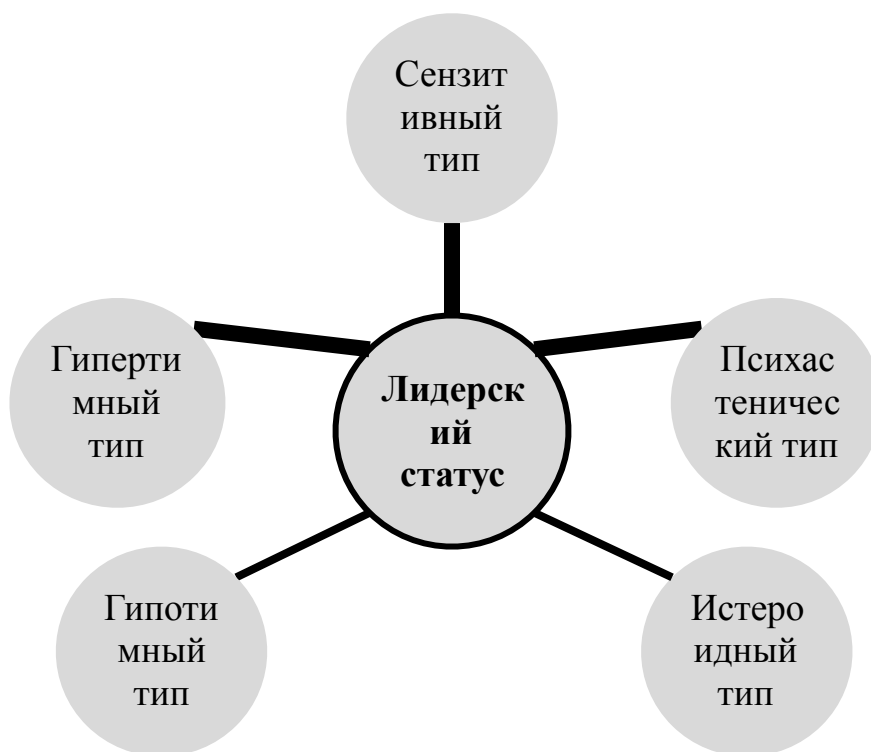 Сензит
ивный
тип
Гиперти
мный
тип
Лидерск
ий
статус
Психас
теничес
кий тип
Гипоти
мный
тип
Истеро
идный
тип